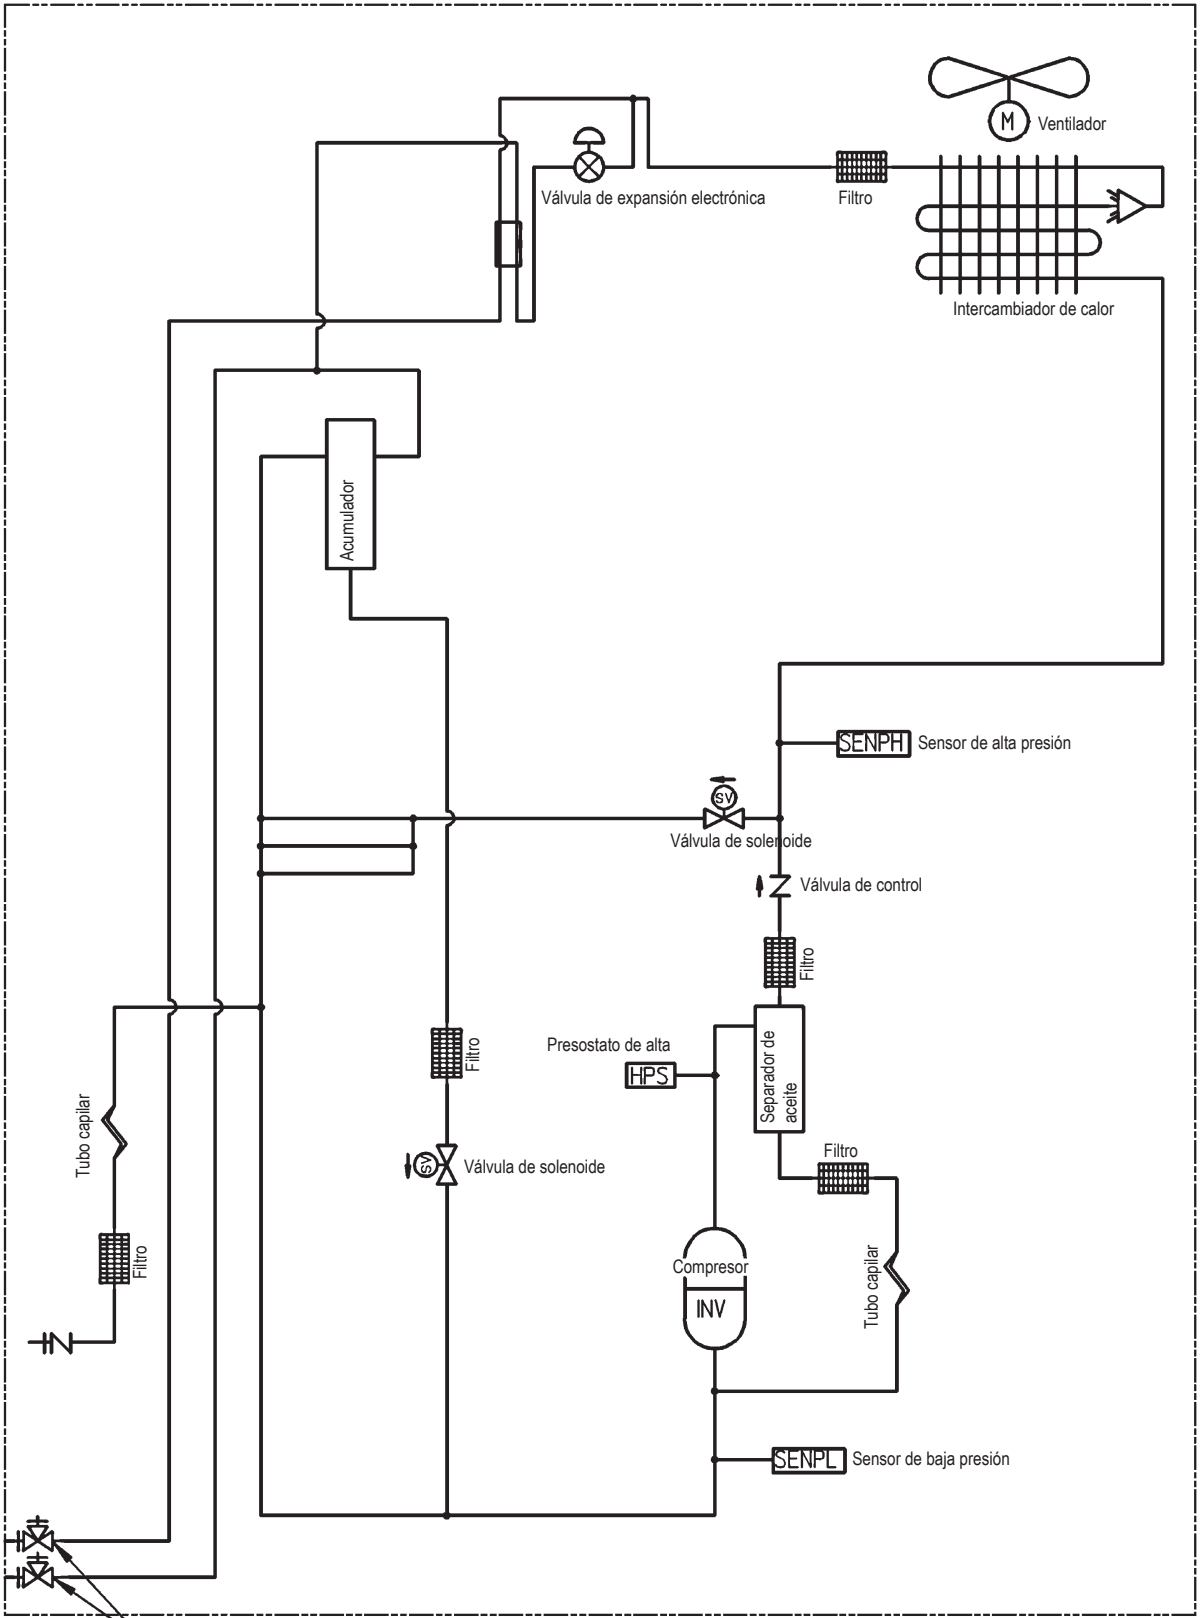 M
Ventilador
Válvula de expansión electrónica
Filtro
Intercambiador de calor
Acumulador
SENPH
Sensor de alta presión
SV
Válvula de solenoide
Válvula de control
Filtro
Filtro
Presostato de alta
HPS
Separador de
aceite
Tubo capilar
SV
Válvula de solenoide
Filtro
Filtro
Compresor
INV
Tubo capilar
SENPL
Sensor de baja presión